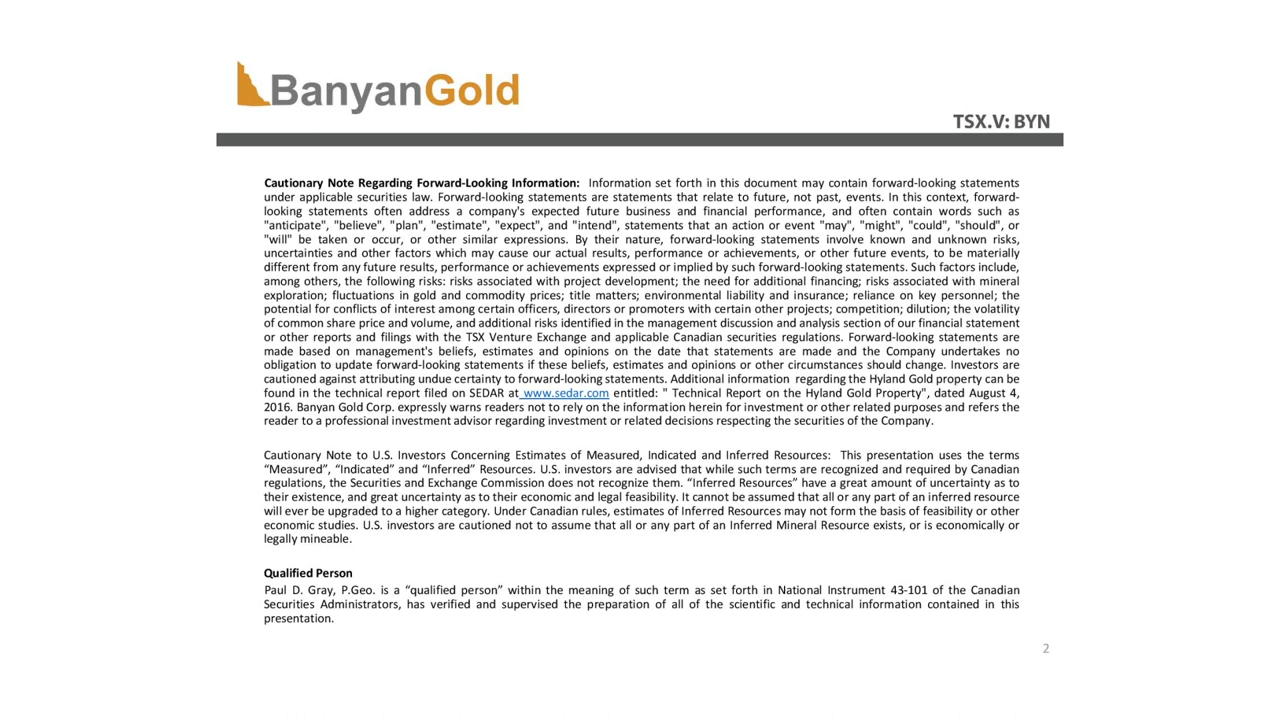 BanyanGold
TSX.V: BYN
Cautionary Note Regarding Forward-Looking Information:  Information set forth in this document may contain forward-looking statements
under applicable securities law. Forward-looking statements are statements that relate to future, not past, events. In this context, forward-
looking statements often address a company's expected future business and financial performance, and often contain words such as
"anticipate", "believe", "plan", "estimate", "expect", and "intend", statements that an action or event "may", "might", "could", "should", or
"will" be taken or occur, or other similar expressions. By their nature, forward-looking statements involve known and unknown risks,
uncertainties and other factors which may cause our actual results, performance or achievements, or other future events, to be materially
different from any future results, performance or achievements expressed or implied by such forward-looking statements. Such factors include,
among others, the following risks: risks associated with project development; the need for additional financing; risks associated with mineral
exploration; fluctuations in gold and commodity prices; title matters; environmental liability and insurance; reliance on key personnel; the
potential for conflicts of interest among certain officers, directors or promoters with certain other projects; competition; dilution; the volatility
of common share price and volume, and additional risks identified in the management discussion and analysis section of our financial statement
or other reports and filings with the TSX Venture Exchange and applicable Canadian securities regulations. Forward-looking statements are
made based on management's beliefs, estimates and opinions on the date that statements are made and the Company undertakes no
obligation to update forward-looking statements if these beliefs, estimates and opinions or other circumstances should change. Investors are
cautioned against attributing undue certainty to forward-looking statements. Additional information  regarding the Hyland Gold property can be
found in the technical report filed on SEDAR at www.sedar.com entitled: " Technical Report on the Hyland Gold Property", dated August 4,
2016. Banyan Gold Corp. expressly warns readers not to rely on the information herein for investment or other related purposes and refers the
reader to a professional investment advisor regarding investment or related decisions respecting the securities of the Company.
Cautionary Note to U.S. Investors Concerning Estimates of Measured, Indicated and Inferred Resources:  This presentation uses the terms
“Measured”, “Indicated” and “Inferred” Resources. U.S. investors are advised that while such terms are recognized and required by Canadian
regulations, the Securities and Exchange Commission does not recognize them. “Inferred Resources” have a great amount of uncertainty as to
their existence, and great uncertainty as to their economic and legal feasibility. It cannot be assumed that all or any part of an inferred resource
will ever be upgraded to a higher category. Under Canadian rules, estimates of Inferred Resources may not form the basis of feasibility or other
economic studies. U.S. investors are cautioned not to assume that all or any part of an Inferred Mineral Resource exists, or is economically or
legally mineable.
Qualified Person
Paul D. Gray, P.Geo. is a “qualified person” within the meaning of such term as set forth in National Instrument 43-101 of the Canadian
Securities Administrators, has verified and supervised the preparation of all of the scientific and technical information contained in this
presentation.
2